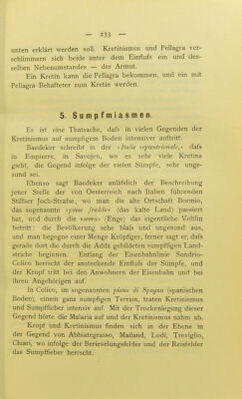 — 233 —
unten erklärt werden soll. Kretinismus und Pellagra ver-
schlimmern sich beide unter dem Einfluſs ein und des-
selben Nebenumstandes — der Armut.
Ein Kretin kann die Pellagra bekommen, und ein mit
Pellagra Behafteter nun Kretin werden.
5. Sumpfmiasmen.
Es ist eine Thatsache, daſs in vielen Gegenden der
Kretinismus auf sumpfigem Boden intensiver auftritt.
Baedeker schreibt in der »Italia septentrionale,« daſs
in Enspierre, in Savojen, wo es sehr viele Kretins
giebt, die Gegend infolge der vielen Sümpfe, sehr unge-
sund sei.
Ebenso sagt Baedeker anläſslich der Beschreibung
jener Stelle der von Oesterreich nach Italien führenden
Stilfser Joch-Straſse, wo man die alte Ortschaft Bormio,
das sogenannte (das kalte Land) passiert
hat, und durch die (Enge) das eigentliche Veltlin
betritt: die Bevölkerung sehe blaſs und ungesund aus,
und man begegne einer Menge Kröpfiger, ferner sagt er, daſs
gerade dort die durch die Adda gebildeten sumpfigen Land-
striche beginnen. Entlang der Eisenbahnlinie Sondrio-
Colico herrscht der ansteckende Einfluſs der Sümpfe, und
der Kropf tritt bei den Anwohnern der Eisenbahn und bei
ihren Angehörigen auf.
In Colico, im sogenannten piano di Spagna (spanischen
Boden), einem ganz sumpfigen Terrain, traten Kretinismus
und Sumpffieber intensiv auf. Mit der Trockenlegung dieser
Gegend hörte die Malaria auf und der Kretinismus nahm ab.
Kropf und Kretinismus finden sich in der Ebene in
den Gegenden von Abbiategrasso, Mailand, Lodi, Treviglio,
Chiari, wo infolge der Berieselungsfelder und der Reisfelder
das Sumpffieber herrscht.